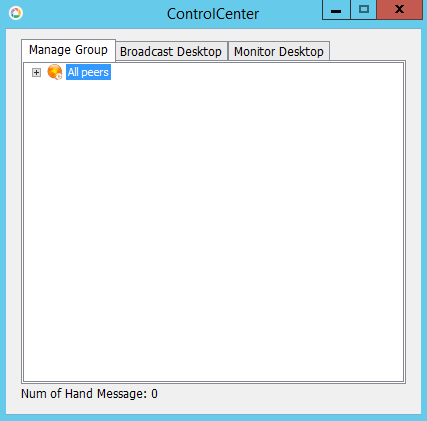 ControlCenter
Manage Group Broadcast Desktop Monitor Desktop
All peers
Num of Hand Message: 0